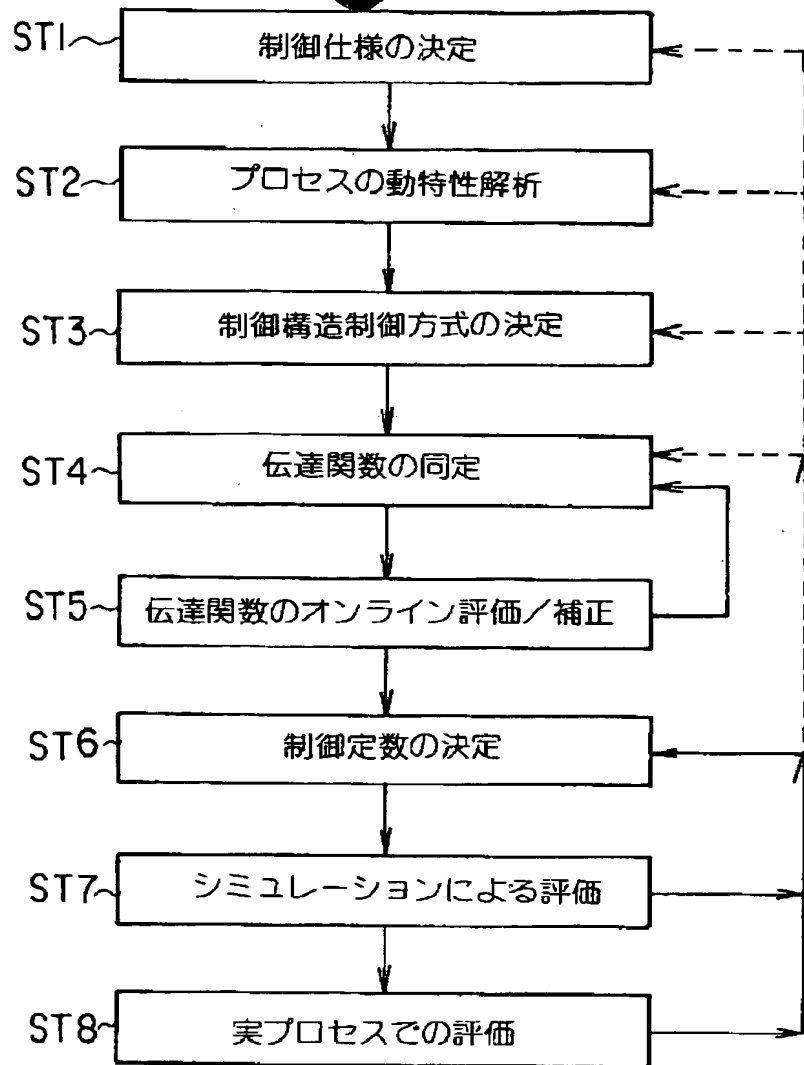 ST1 制御仕様の決定
ST2 プロセスの動特性解析
ST3 制御構造制御方式の決定
ST4 伝達関数の同定
ST5 伝達関数のオンライン評価/補正
ST6 制御定数の決定
ST7 シミュレーションによる評価
ST8 実プロセスでの評価